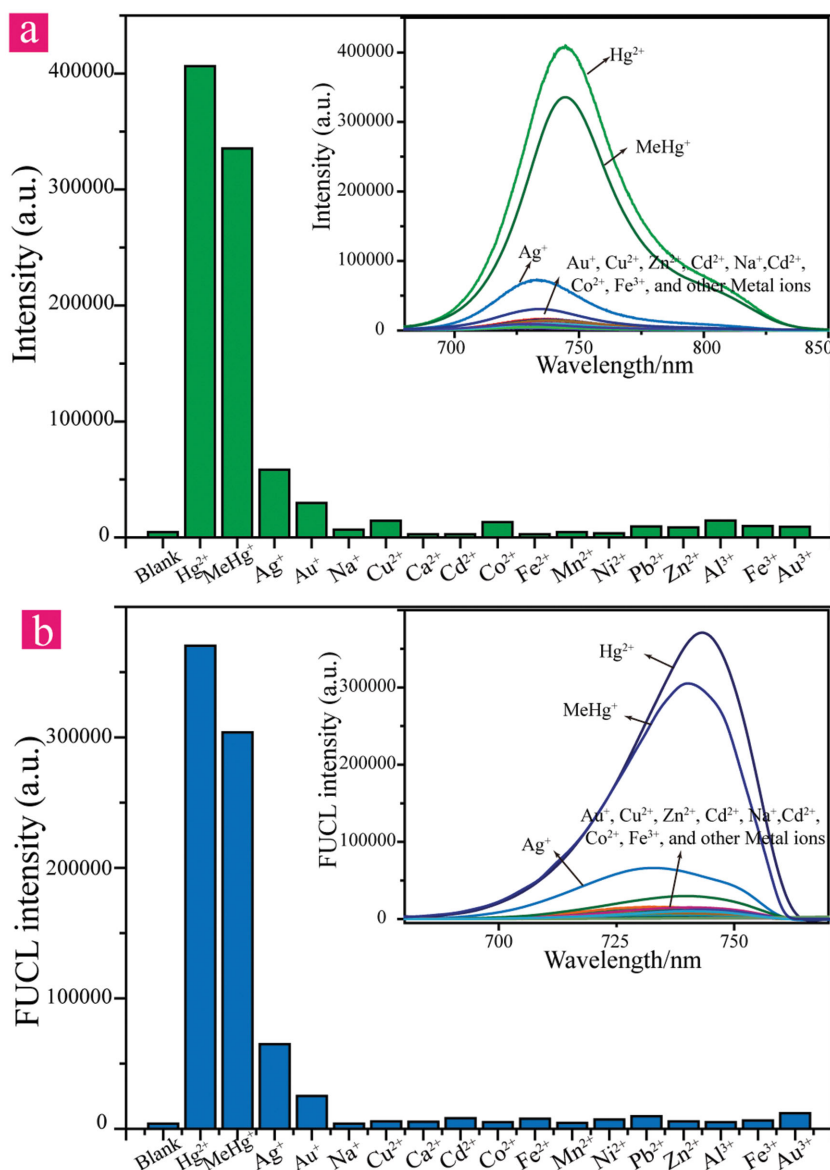 a
Intensity (a.u.)
400000
300000
200000
100000
0
Blank
Hg²⁺
MeHg⁺
Ag⁺
Au⁺
Na⁺
Cu²⁺
Ca²⁺
Cd²⁺
Co²⁺
Fe²⁺
Mn²⁺
Ni²⁺
Pb²⁺
Zn²⁺
Al³⁺
Fe³⁺
Au³⁺
Intensity (a.u.)
400000
300000
200000
100000
0
Hg²⁺
MeHg⁺
Ag⁺
Au⁺, Cu²⁺, Zn²⁺, Cd²⁺, Na⁺,Cd²⁺,
Co²⁺, Fe³⁺, and other Metal ions
700 750 800 850
Wavelength/nm
b
FUCL intensity (a.u.)
300000
200000
100000
0
Blank
Hg²⁺
MeHg⁺
Ag⁺
Au⁺
Na⁺
Cu²⁺
Ca²⁺
Cd²⁺
Co²⁺
Fe²⁺
Mn²⁺
Ni²⁺
Pb²⁺
Zn²⁺
Al³⁺
Fe³⁺
Au³⁺
FUCL intensity (a.u.)
300000
200000
100000
0
Hg²⁺
MeHg⁺
Au⁺, Cu²⁺, Zn²⁺, Cd²⁺, Na⁺,Cd²⁺,
Co²⁺, Fe³⁺, and other Metal ions
Ag⁺
700 725 750
Wavelength/nm